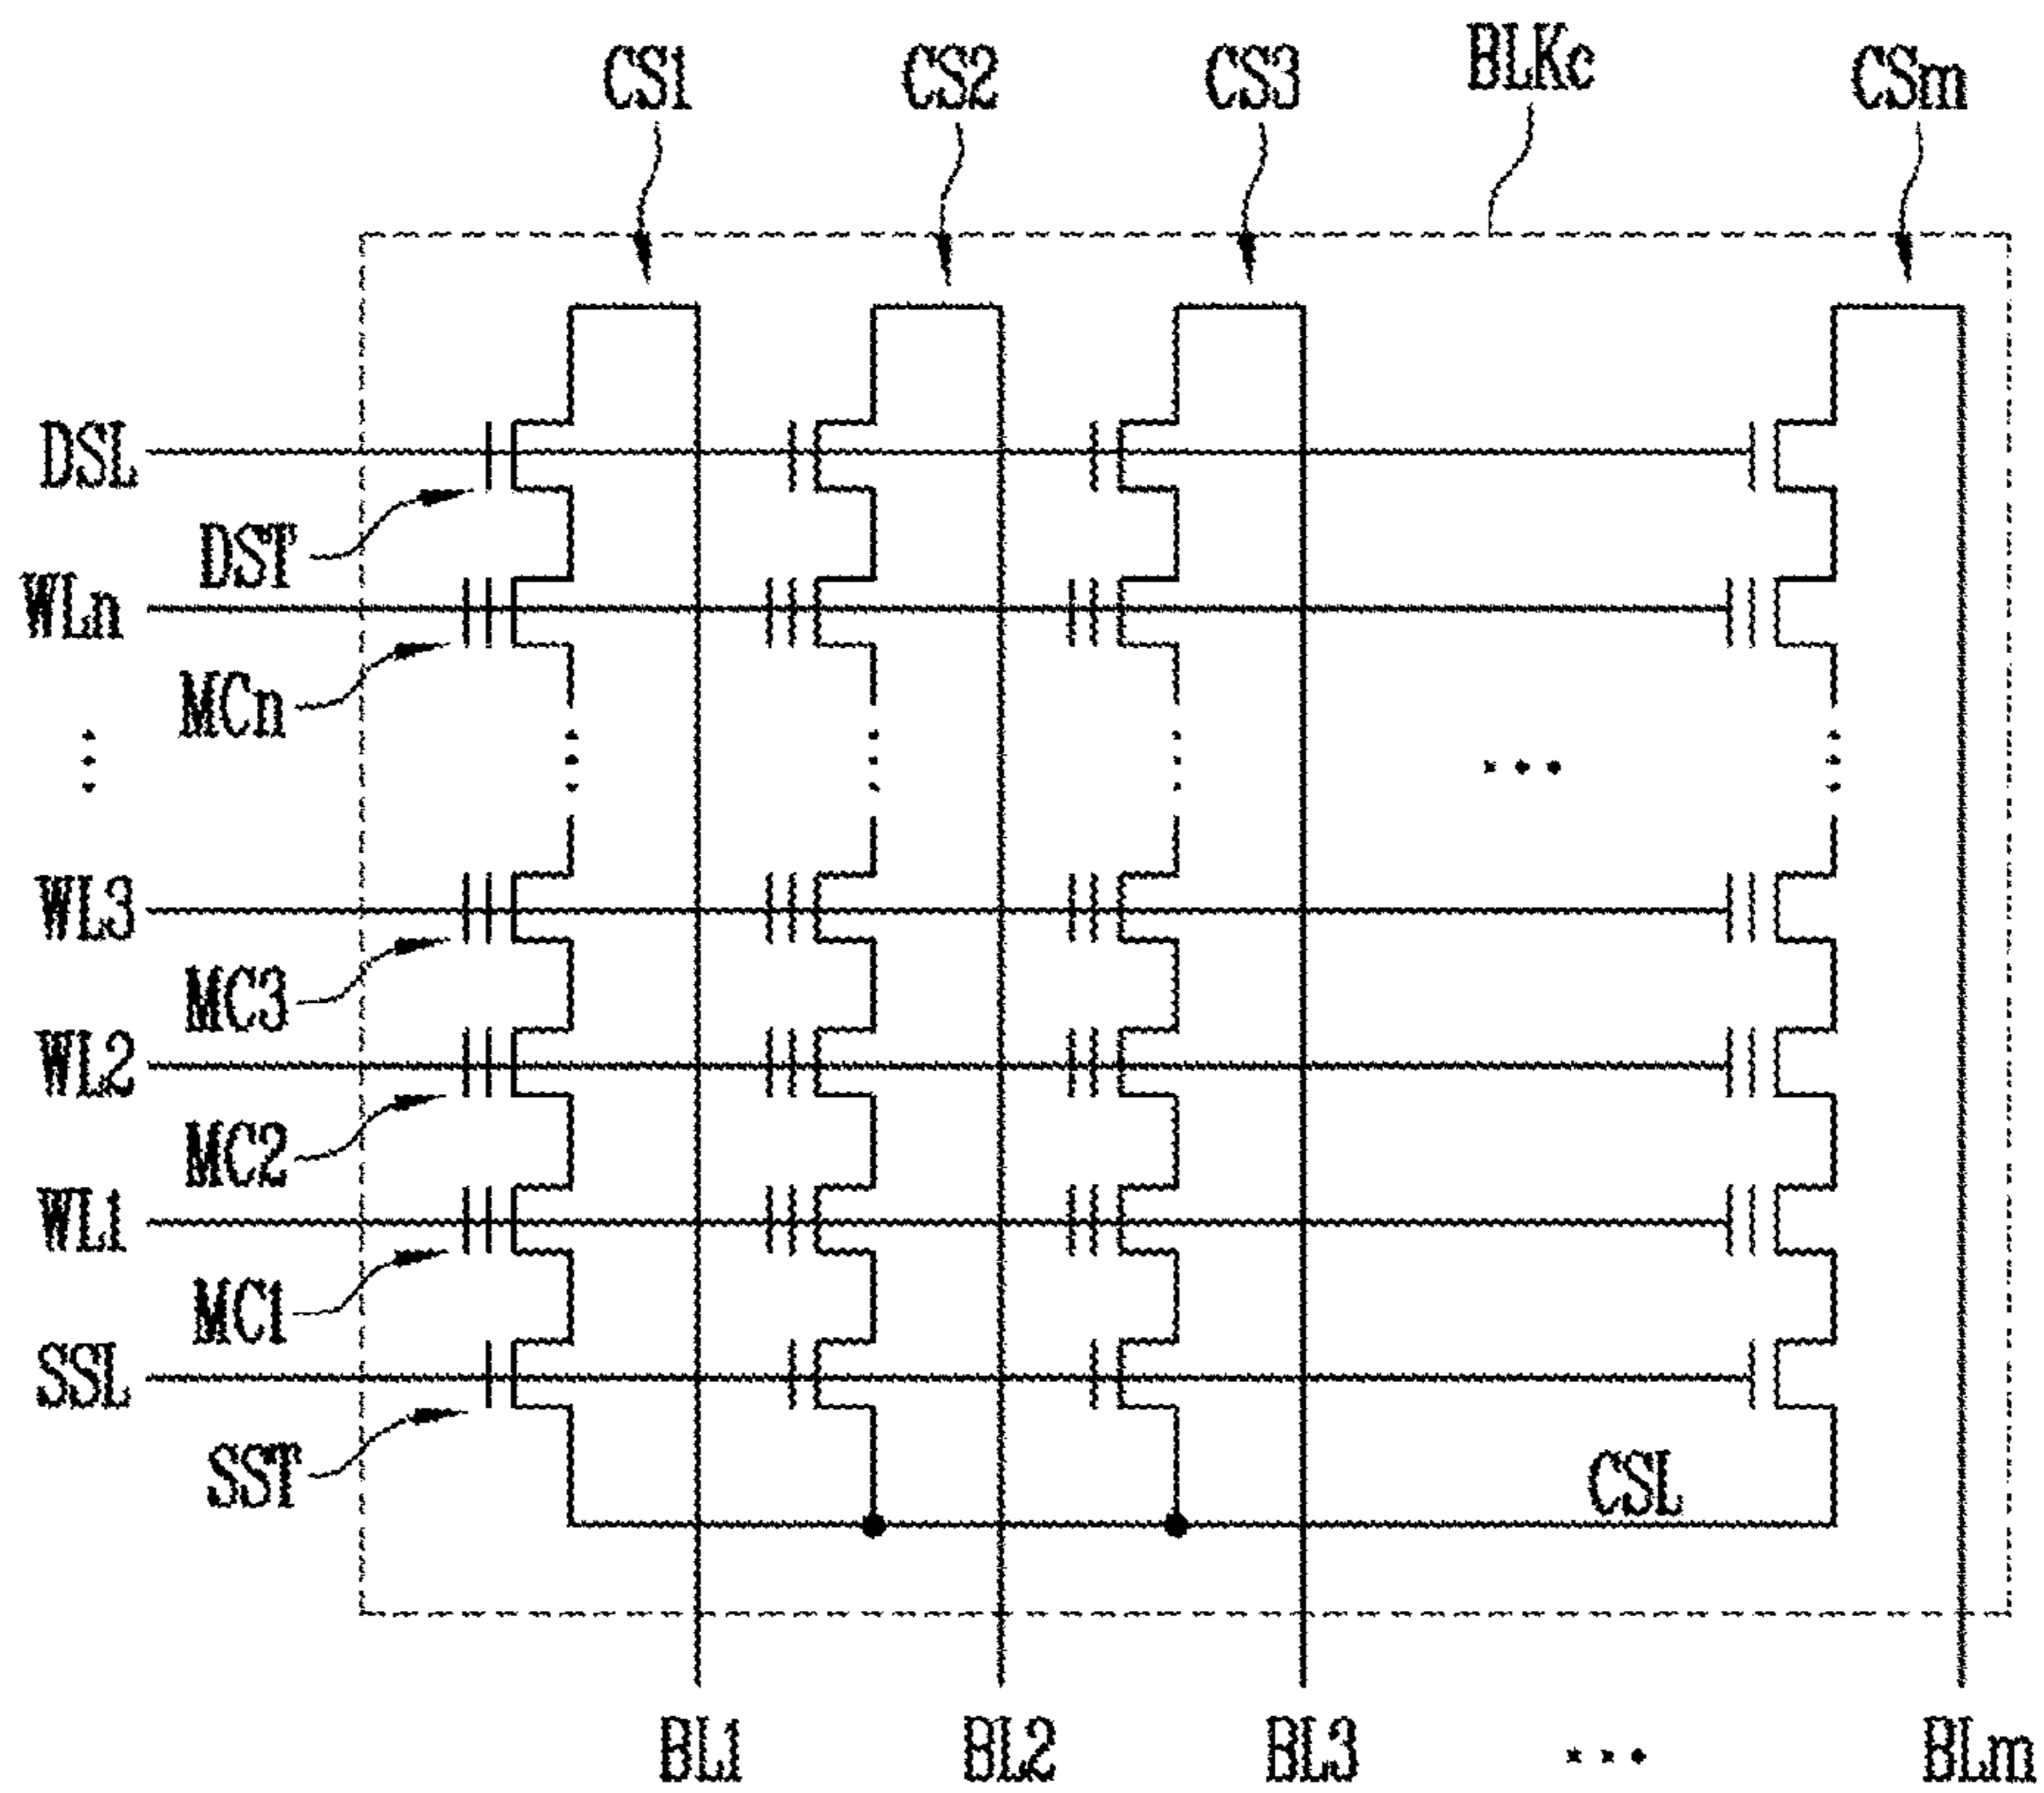 CS1 CS2 CS3 BLKc CSm
DSL
DST
WLn
MCn
WL3
MC3
WL2
MC2
WL1
MC1
SSL
SST
CSL
BL1 BL2 BL3 ... BLm